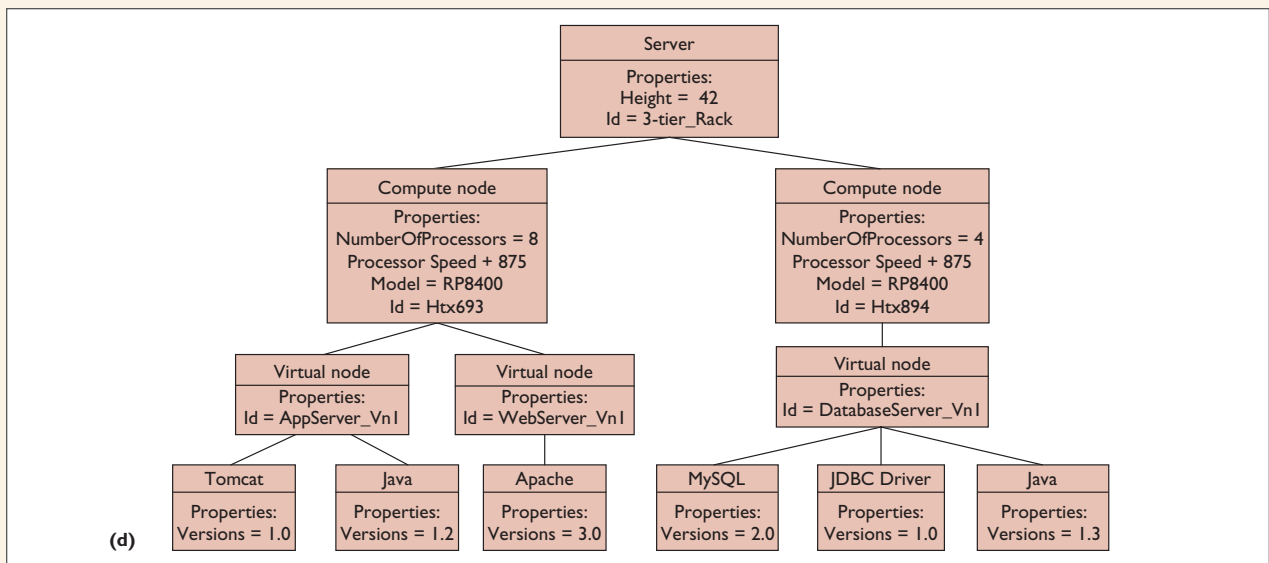 Server
Properties:
Height = 42
Id = 3-tier_Rack
Compute node
Properties:
NumberOfProcessors = 8
Processor Speed + 875
Model = RP8400
Id = Htx693
Compute node
Properties:
NumberOfProcessors = 4
Processor Speed + 875
Model = RP8400
Id = Htx894
Virtual node
Properties:
Id = AppServer_Vn1
Virtual node
Properties:
Id = WebServer_Vn1
Virtual node
Properties:
Id = DatabaseServer_Vn1
Tomcat
Properties:
Versions = 1.0
Java
Properties:
Versions = 1.2
Apache
Properties:
Versions = 3.0
MySQL
Properties:
Versions = 2.0
JDBC Driver
Properties:
Versions = 1.0
Java
Properties:
Versions = 1.3
(d)